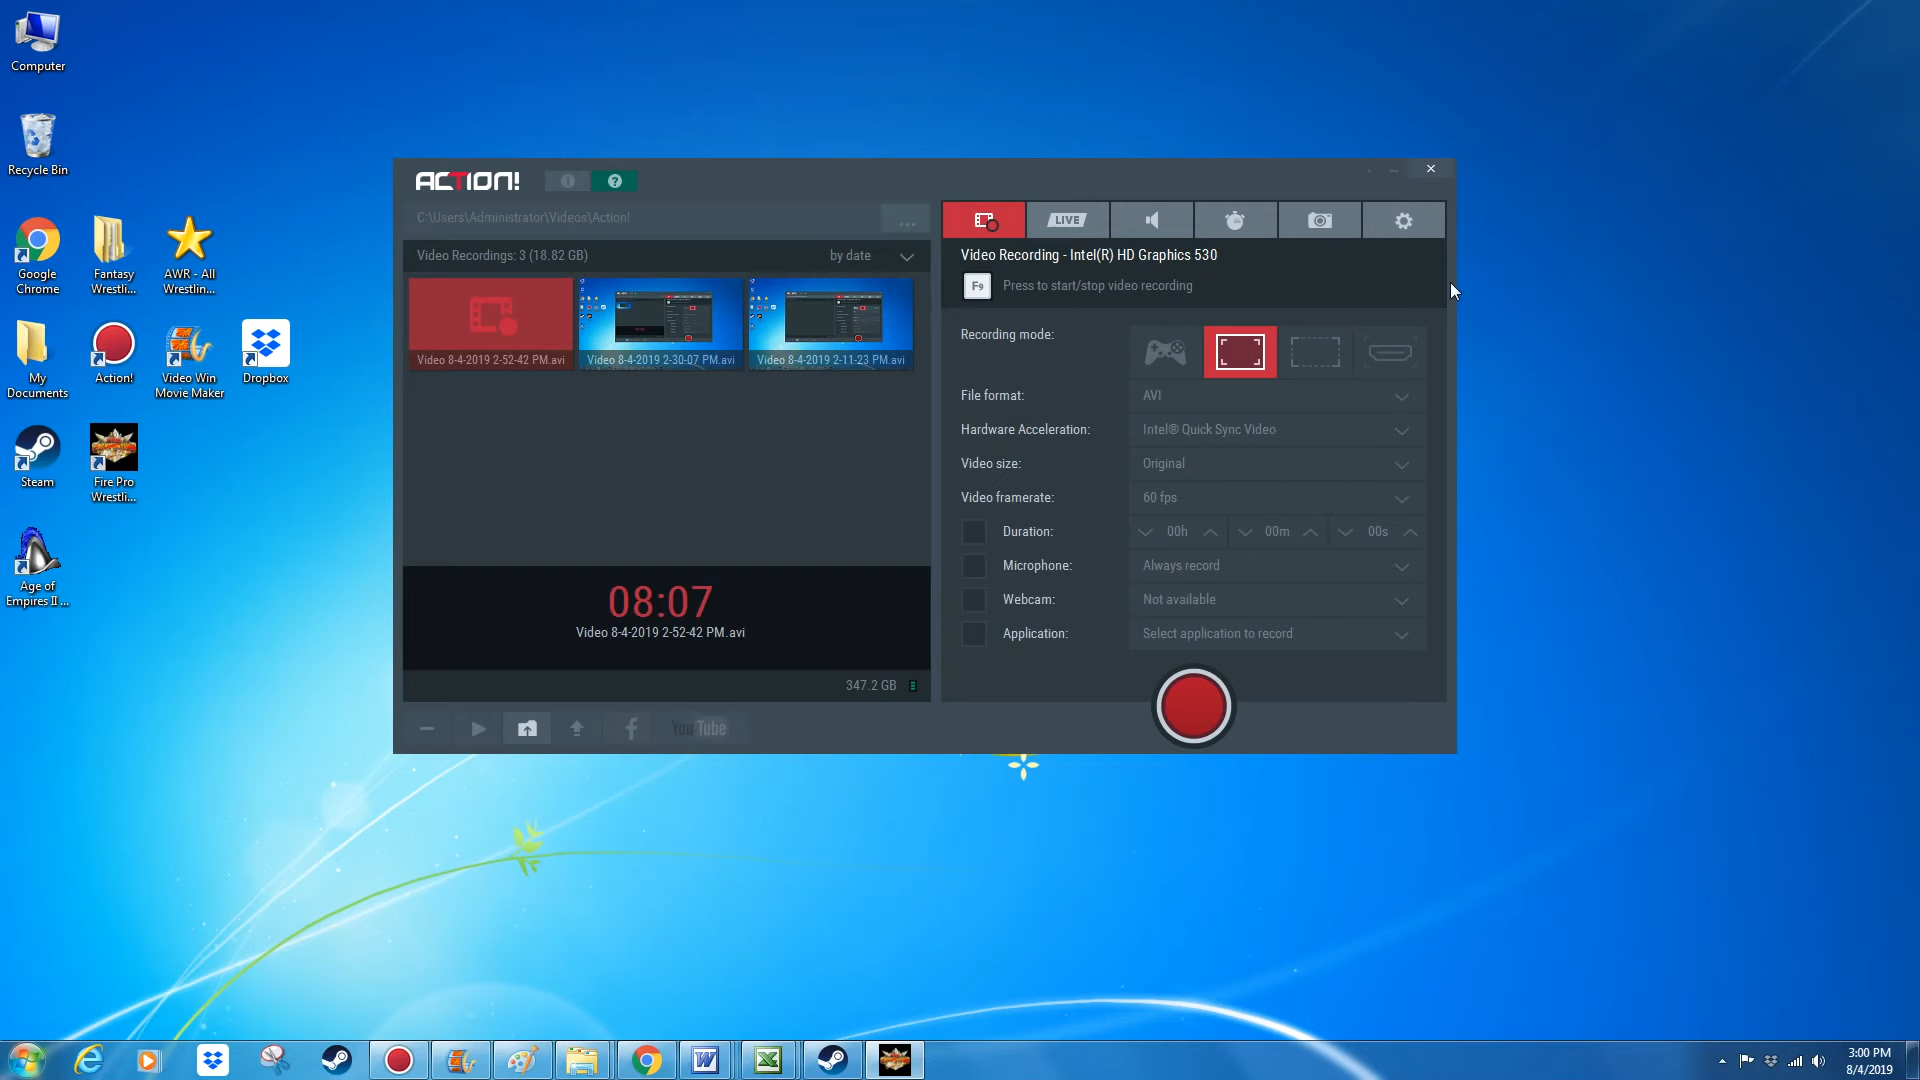 Computer
Recycle Bin
Google
Chrome
Fantasy
Wrestli...
AWR - All
Wrestlin...
My
Documents
Action!
Video Win
Movie Maker
Dropbox
Steam
Fire Pro
Wrestli...
Age of
Empires II ...
ACTION!
i
?
C:\Users\Administrator\Videos\Action!
...
Video Recordings: 3 (18.82 GB)
by date
Video 8-4-2019 2-52-42 PM.avi
Video 8-4-2019 2-30-07 PM.avi
Video 8-4-2019 2-11-23 PM.avi
08:07
Video 8-4-2019 2-52-42 PM.avi
347.2 GB
YouTube
LIVE
Video Recording - Intel(R) HD Graphics 530
F9
Press to start/stop video recording
Recording mode:
File format:
AVI
Hardware Acceleration:
Intel® Quick Sync Video
Video size:
Original
Video framerate:
60 fps
Duration:
00h
00m
00s
Microphone:
Always record
Webcam:
Not available
Application:
Select application to record
3:00 PM
8/4/2019